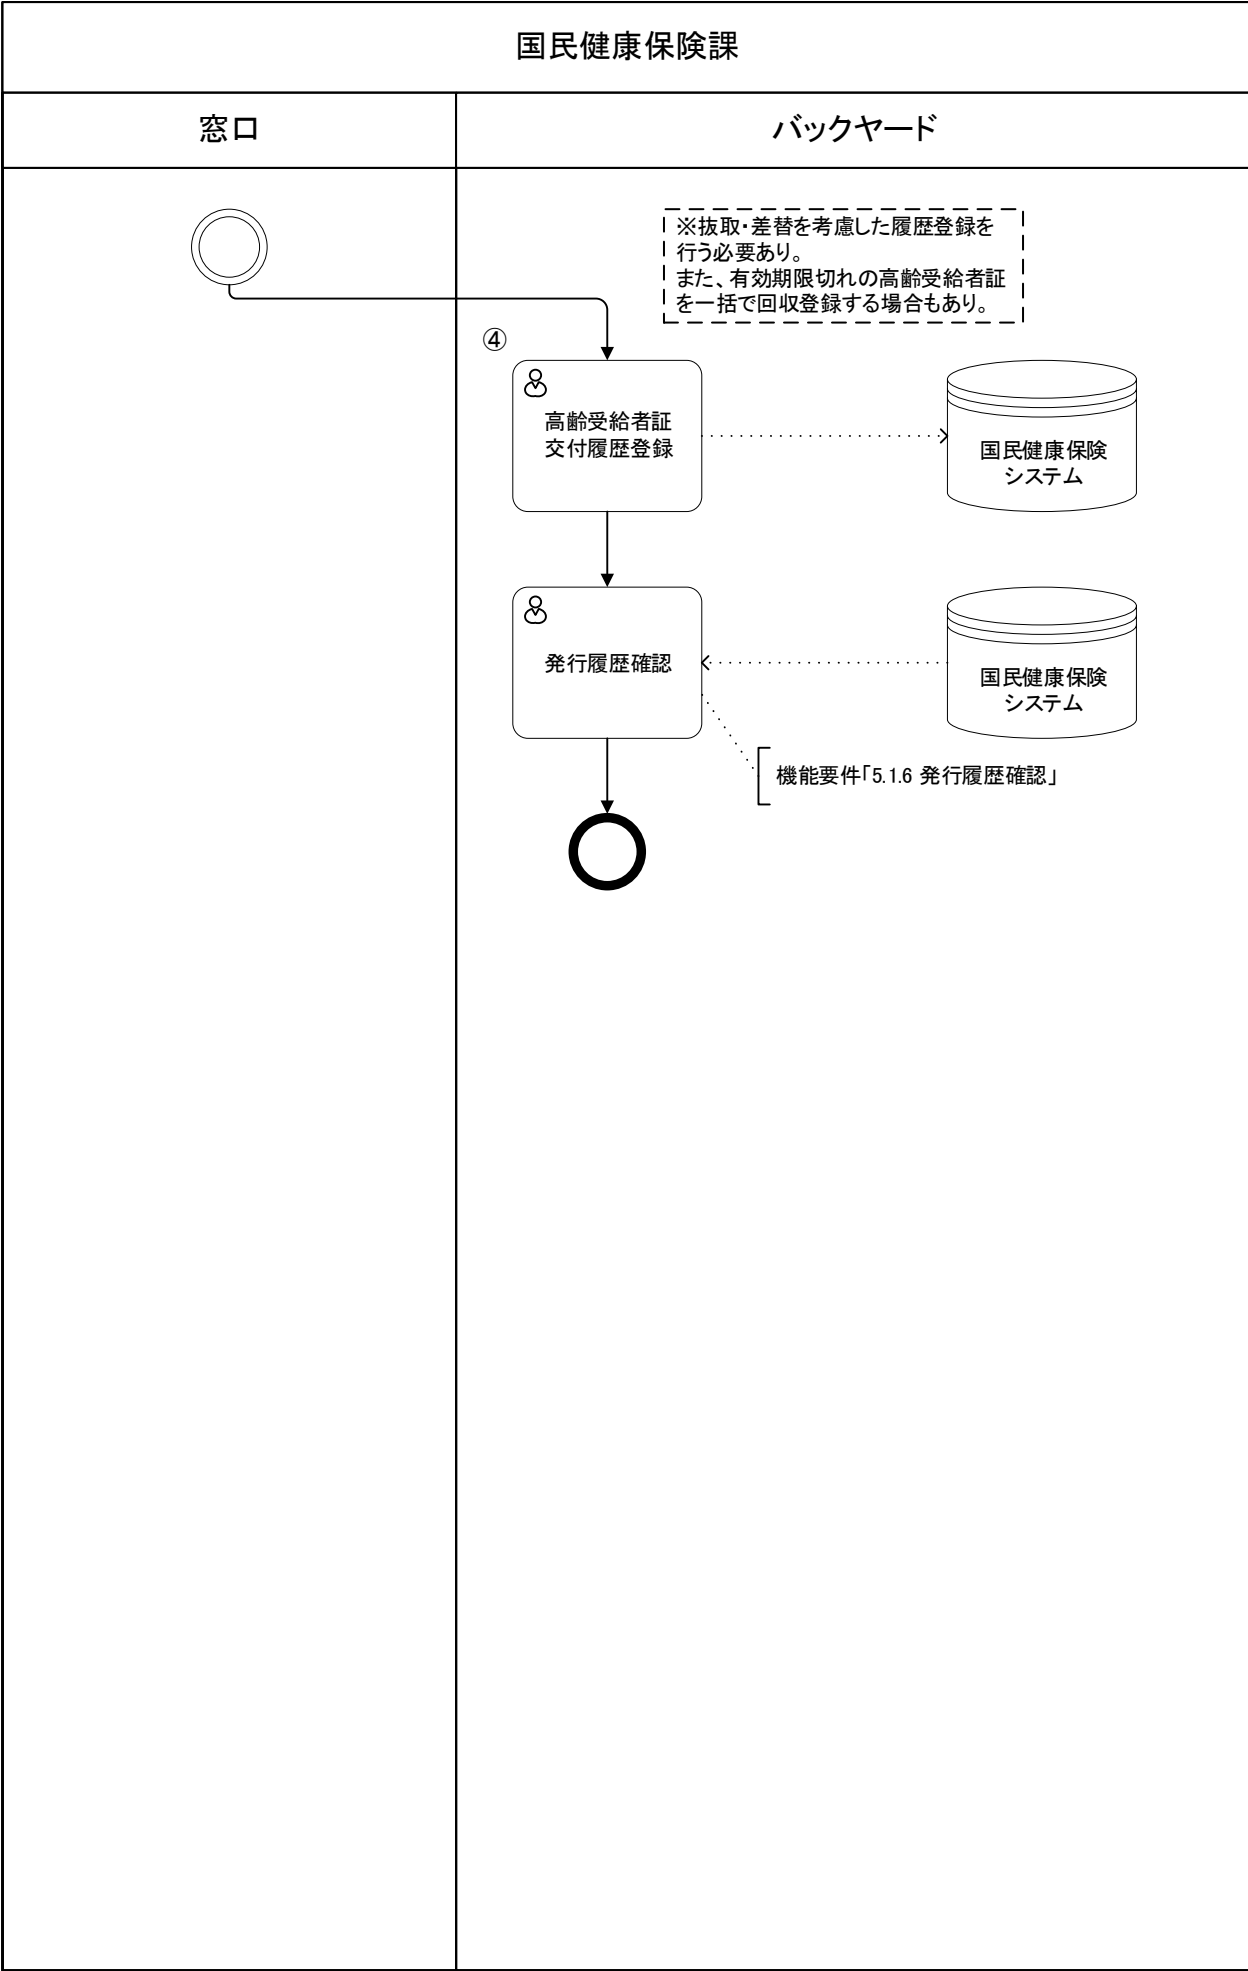 国民健康保険課
窓口
バックヤード
※抜取・差替を考慮した履歴登録を
行う必要あり。
また、有効期限切れの高齢受給者証
を一括で回収登録する場合もあり。
④
高齢受給者証
交付履歴登録
国民健康保険
システム
発行履歴確認
国民健康保険
システム
機能要件「5.1.6 発行履歴確認」